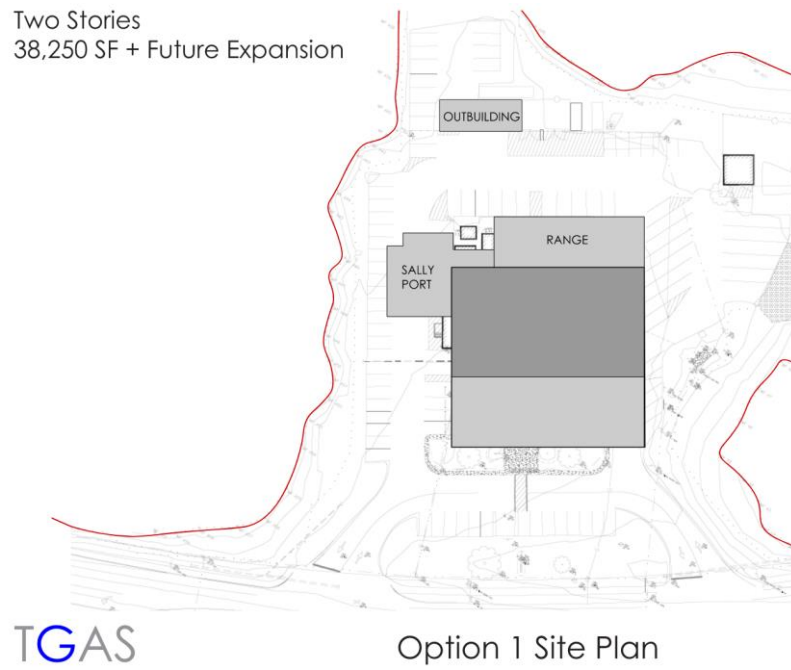 Two Stories
38,250 SF + Future Expansion
OUTBUILDING
RANGE
SALLY
PORT
TGAS
Option 1 Site Plan